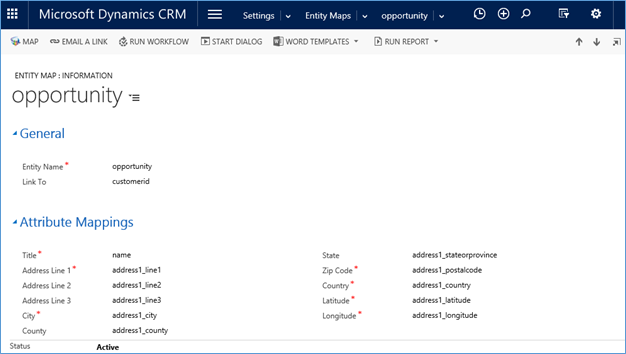 Microsoft Dynamics CRM Settings Entity Maps opportunity
MAP EMAIL A LINK RUN WORKFLOW START DIALOG WORD TEMPLATES RUN REPORT
ENTITY MAP : INFORMATION
opportunity
General
Entity Name* opportunity
Link To customerid
Attribute Mappings
Title* name State address1_stateorprovince
Address Line 1* address1_line1 Zip Code* address1_postalcode
Address Line 2 address1_line2 Country* address1_country
Address Line 3 address1_line3 Latitude* address1_latitude
City* address1_city Longitude* address1_longitude
County address1_county
Status Active